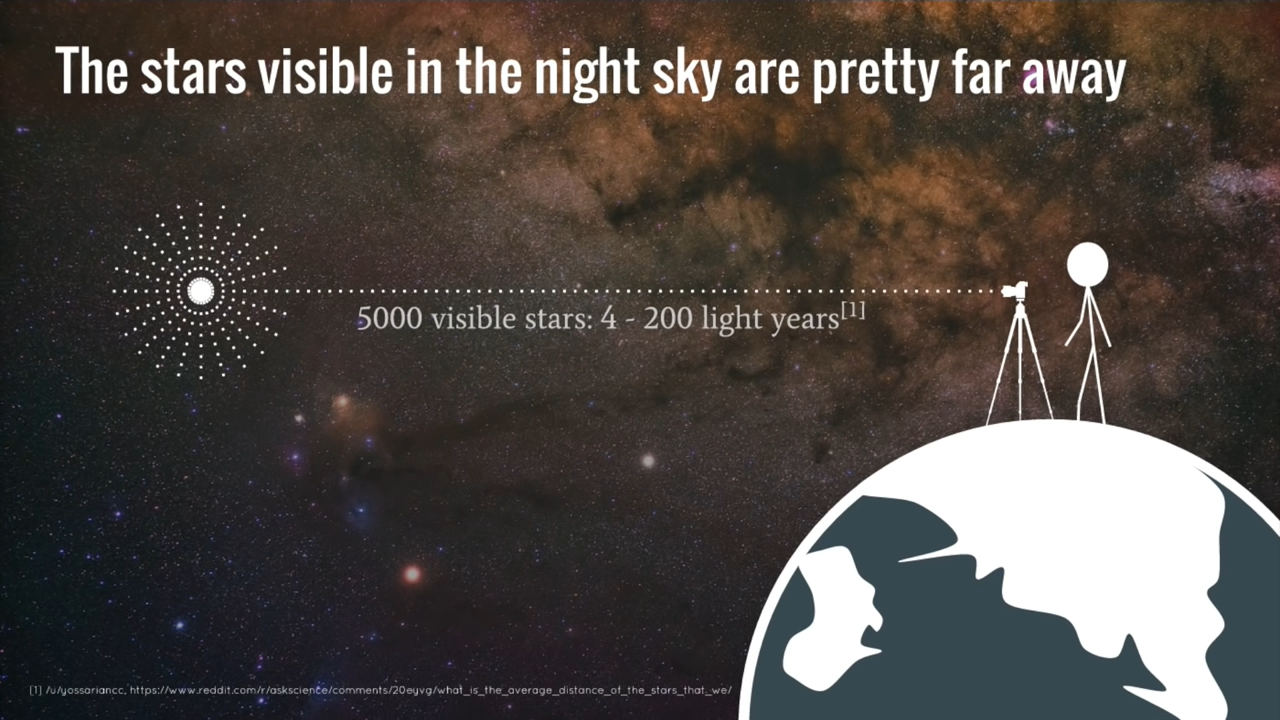 The stars visible in the night sky are pretty far away
5000 visible stars: 4 - 200 light years[1]
[1] /u/yossariancc, https://www.reddit.com/r/askscience/comments/20eyvg/what_is_the_average_distance_of_the_stars_that_we/